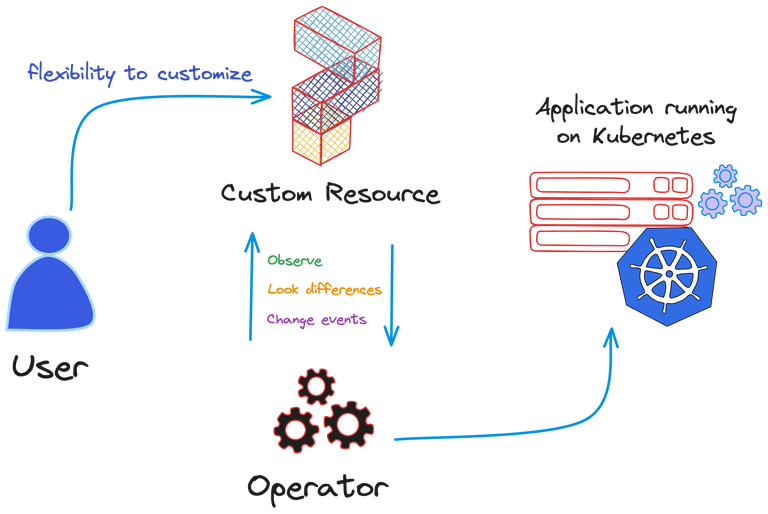 flexibility to customize
Custom Resource
Application running
on Kubernetes
Observe
Look differences
Change events
User
Operator